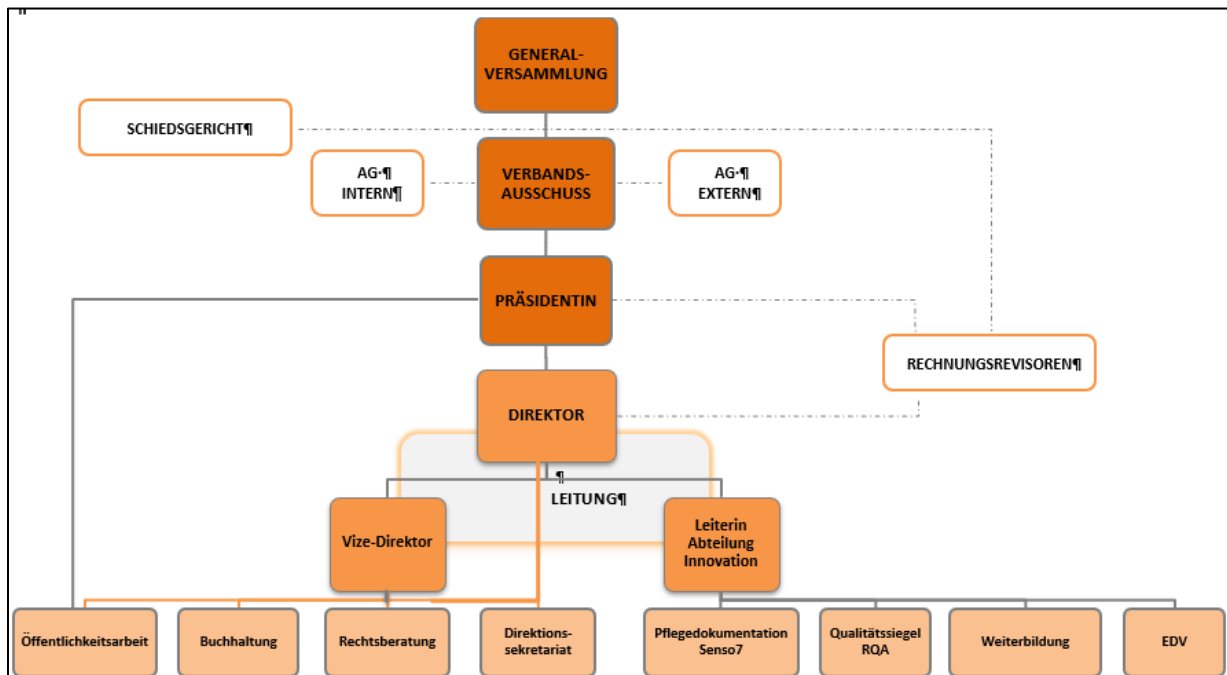 ¶
GENERAL-
VERSAMMLUNG
SCHIEDSGERICHT¶
AG·¶
INTERN¶
VERBANDS-
AUSSCHUSS
AG·¶
EXTERN¶
PRÄSIDENTIN
RECHNUNGSREVISOREN¶
DIREKTOR
¶
LEITUNG¶
Vize-Direktor
Leiterin
Abteilung
Innovation
Öffentlichkeitsarbeit
Buchhaltung
Rechtsberatung
Direktions-
sekretariat
Pflegedokumentation
Senso7
Qualitätssiegel
RQA
Weiterbildung
EDV